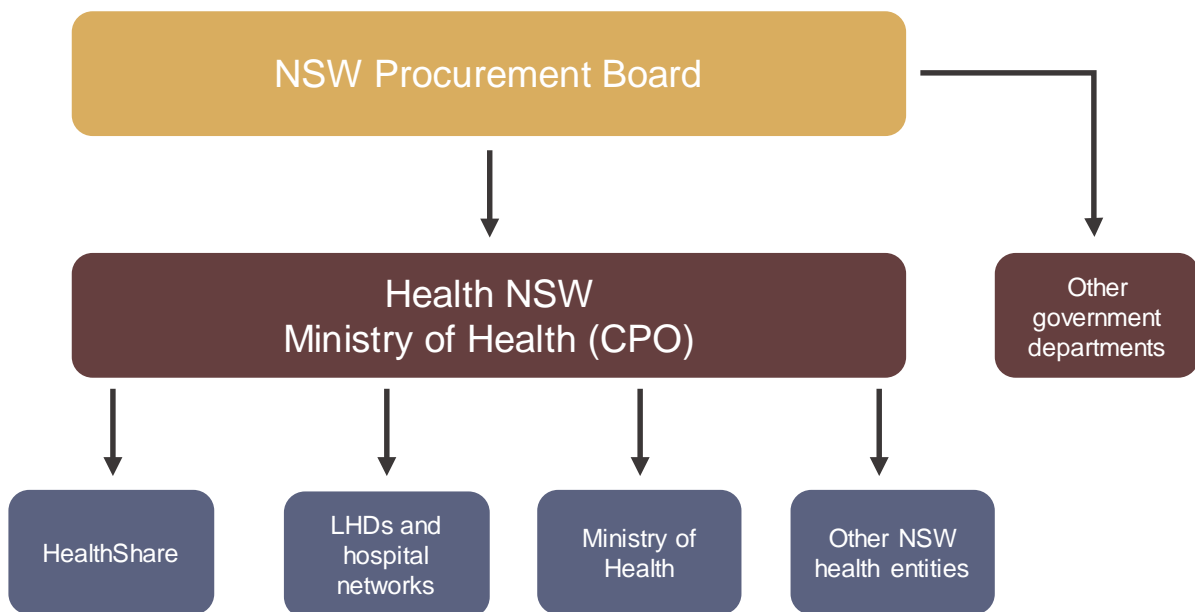 NSW Procurement Board
Health NSW
Ministry of Health (CPO)
Other
government
departments
HealthShare
LHDs and
hospital
networks
Ministry of
Health
Other NSW
health entities